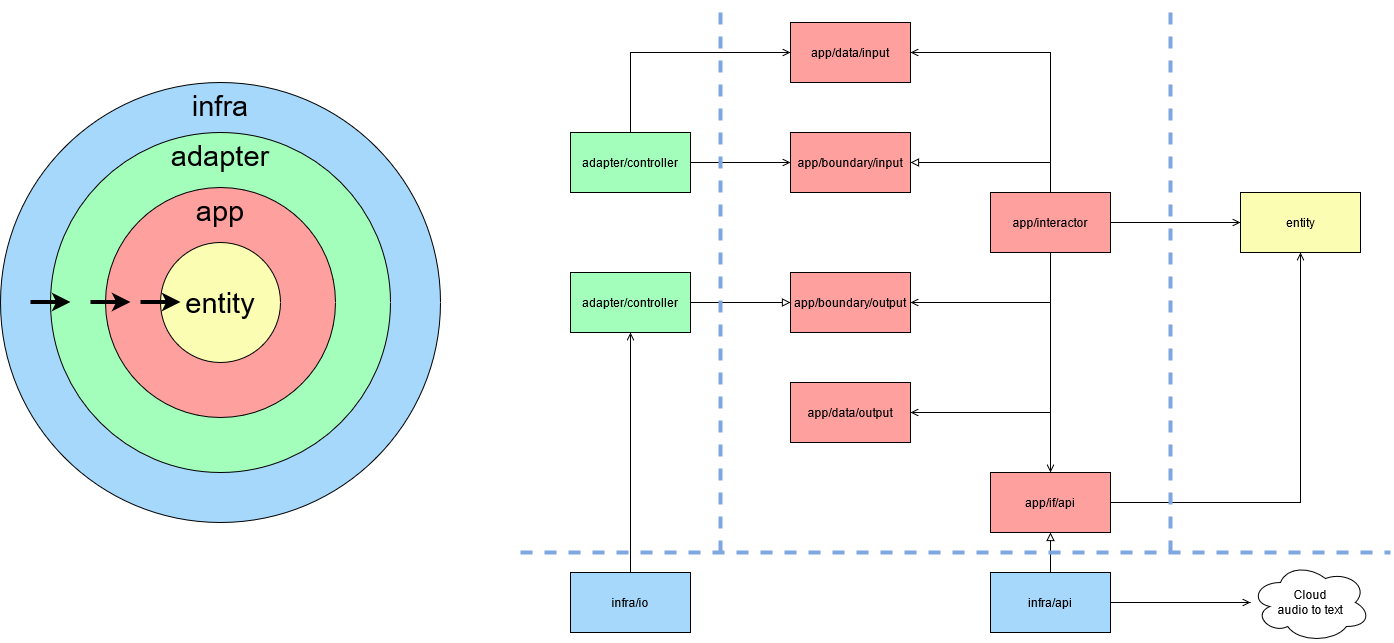 infra
adapter
app
entity
app/data/input
adapter/controller
app/boundary/input
app/interactor
entity
adapter/controller
app/boundary/output
app/data/output
app/if/api
infra/io
infra/api
Cloud
audio to text